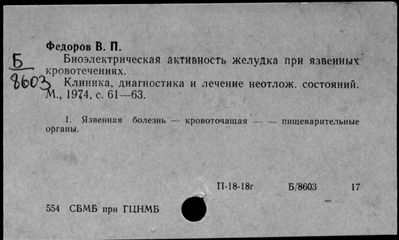 Федоров В. П.
Биоэлектрическая активность желудка при язвенных
кровотечениях.
Б
8603
Клиника, диагностика и лечение неотлож. состояний.
М., 1974, с. 61—63.
1. Язвенная болезнь — кровоточащая — — пищеварительные
органы.
П-18-18г Б/8603 17
554 СБМБ при ГЦНМБ